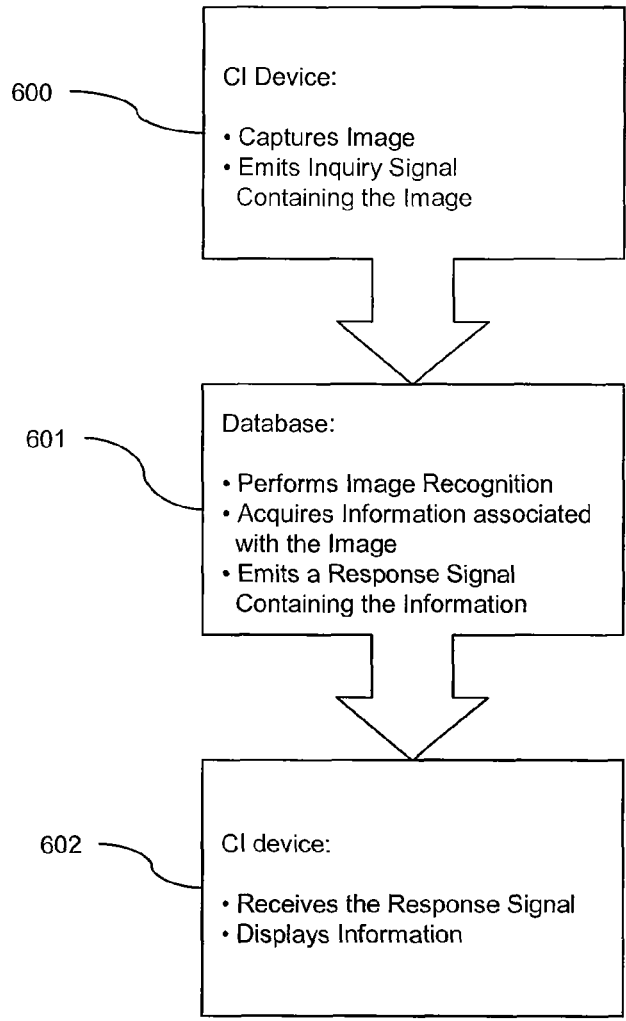 600
CI Device:
• Captures Image
• Emits Inquiry Signal
Containing the Image
601
Database:
• Performs Image Recognition
• Acquires Information associated
with the Image
• Emits a Response Signal
Containing the Information
602
CI device:
• Receives the Response Signal
• Displays Information